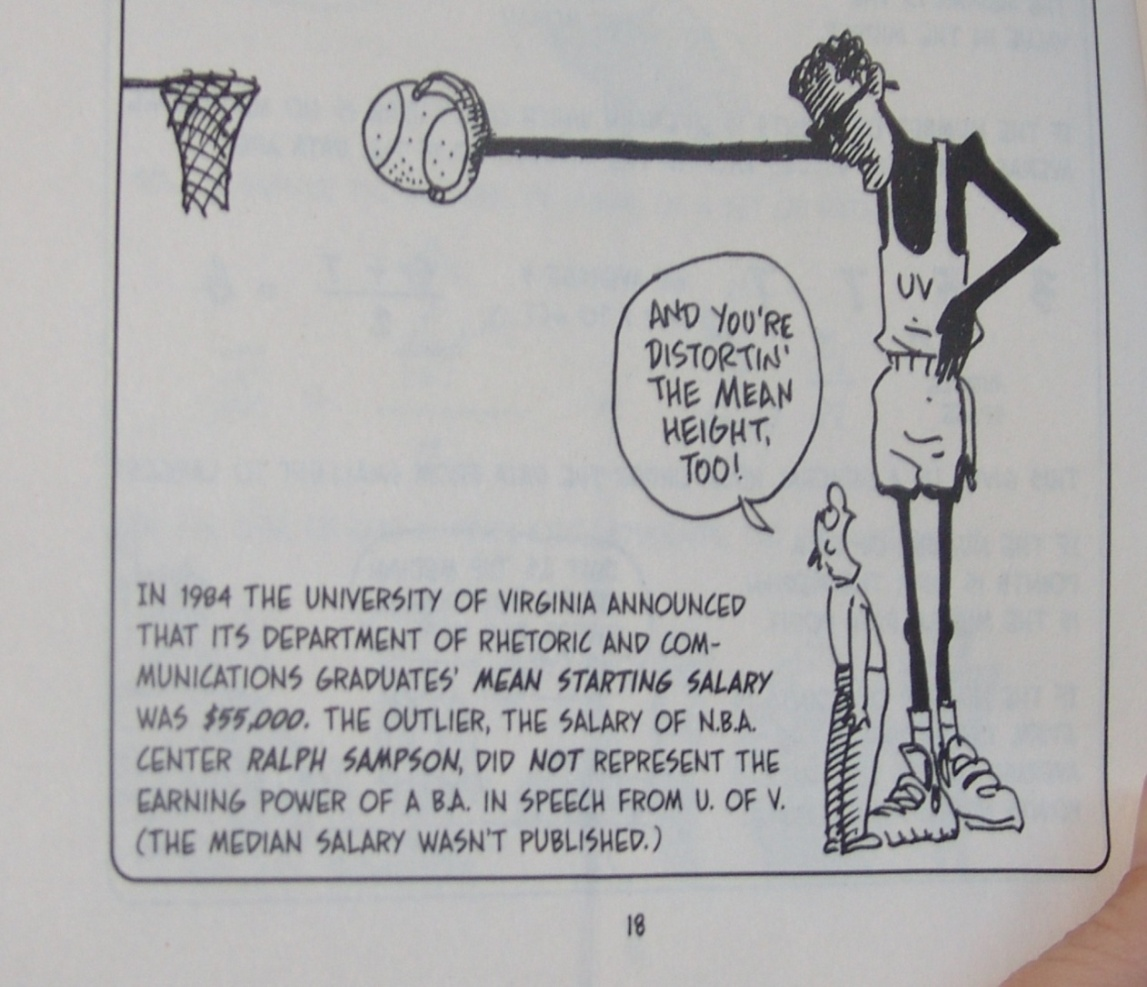 UV
AND YOU'RE
DISTORTIN'
THE MEAN
HEIGHT,
TOO!
IN 1984 THE UNIVERSITY OF VIRGINIA ANNOUNCED
THAT ITS DEPARTMENT OF RHETORIC AND COM-
MUNICATIONS GRADUATES' MEAN STARTING SALARY
WAS $55,000. THE OUTLIER, THE SALARY OF N.B.A.
CENTER RALPH SAMPSON, DID NOT REPRESENT THE
EARNING POWER OF A B.A. IN SPEECH FROM U. OF V.
(THE MEDIAN SALARY WASN'T PUBLISHED.)
18